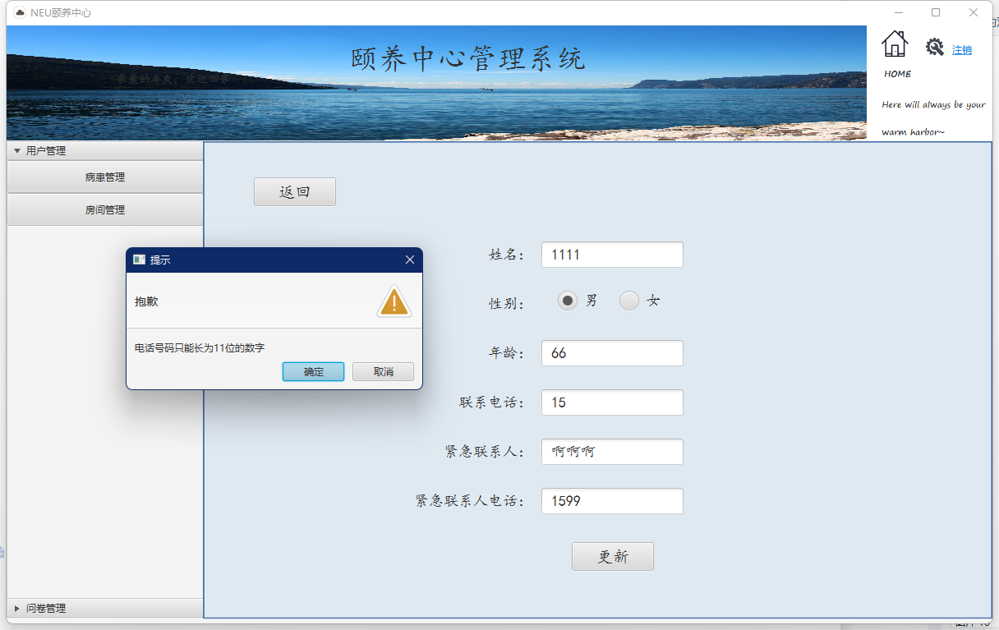 NEU颐养中心
颐养中心管理系统
亲爱的本良，欢迎回家
注销
HOME
Here will always be your
warm harbor~
用户管理
病患管理
房间管理
返回
姓名： 1111
性别： 男 女
年龄： 66
联系电话： 15
紧急联系人： 啊啊啊
紧急联系人电话： 1599
更新
提示
抱歉
电话号码只能长为11位的数字
确定 取消
问卷管理